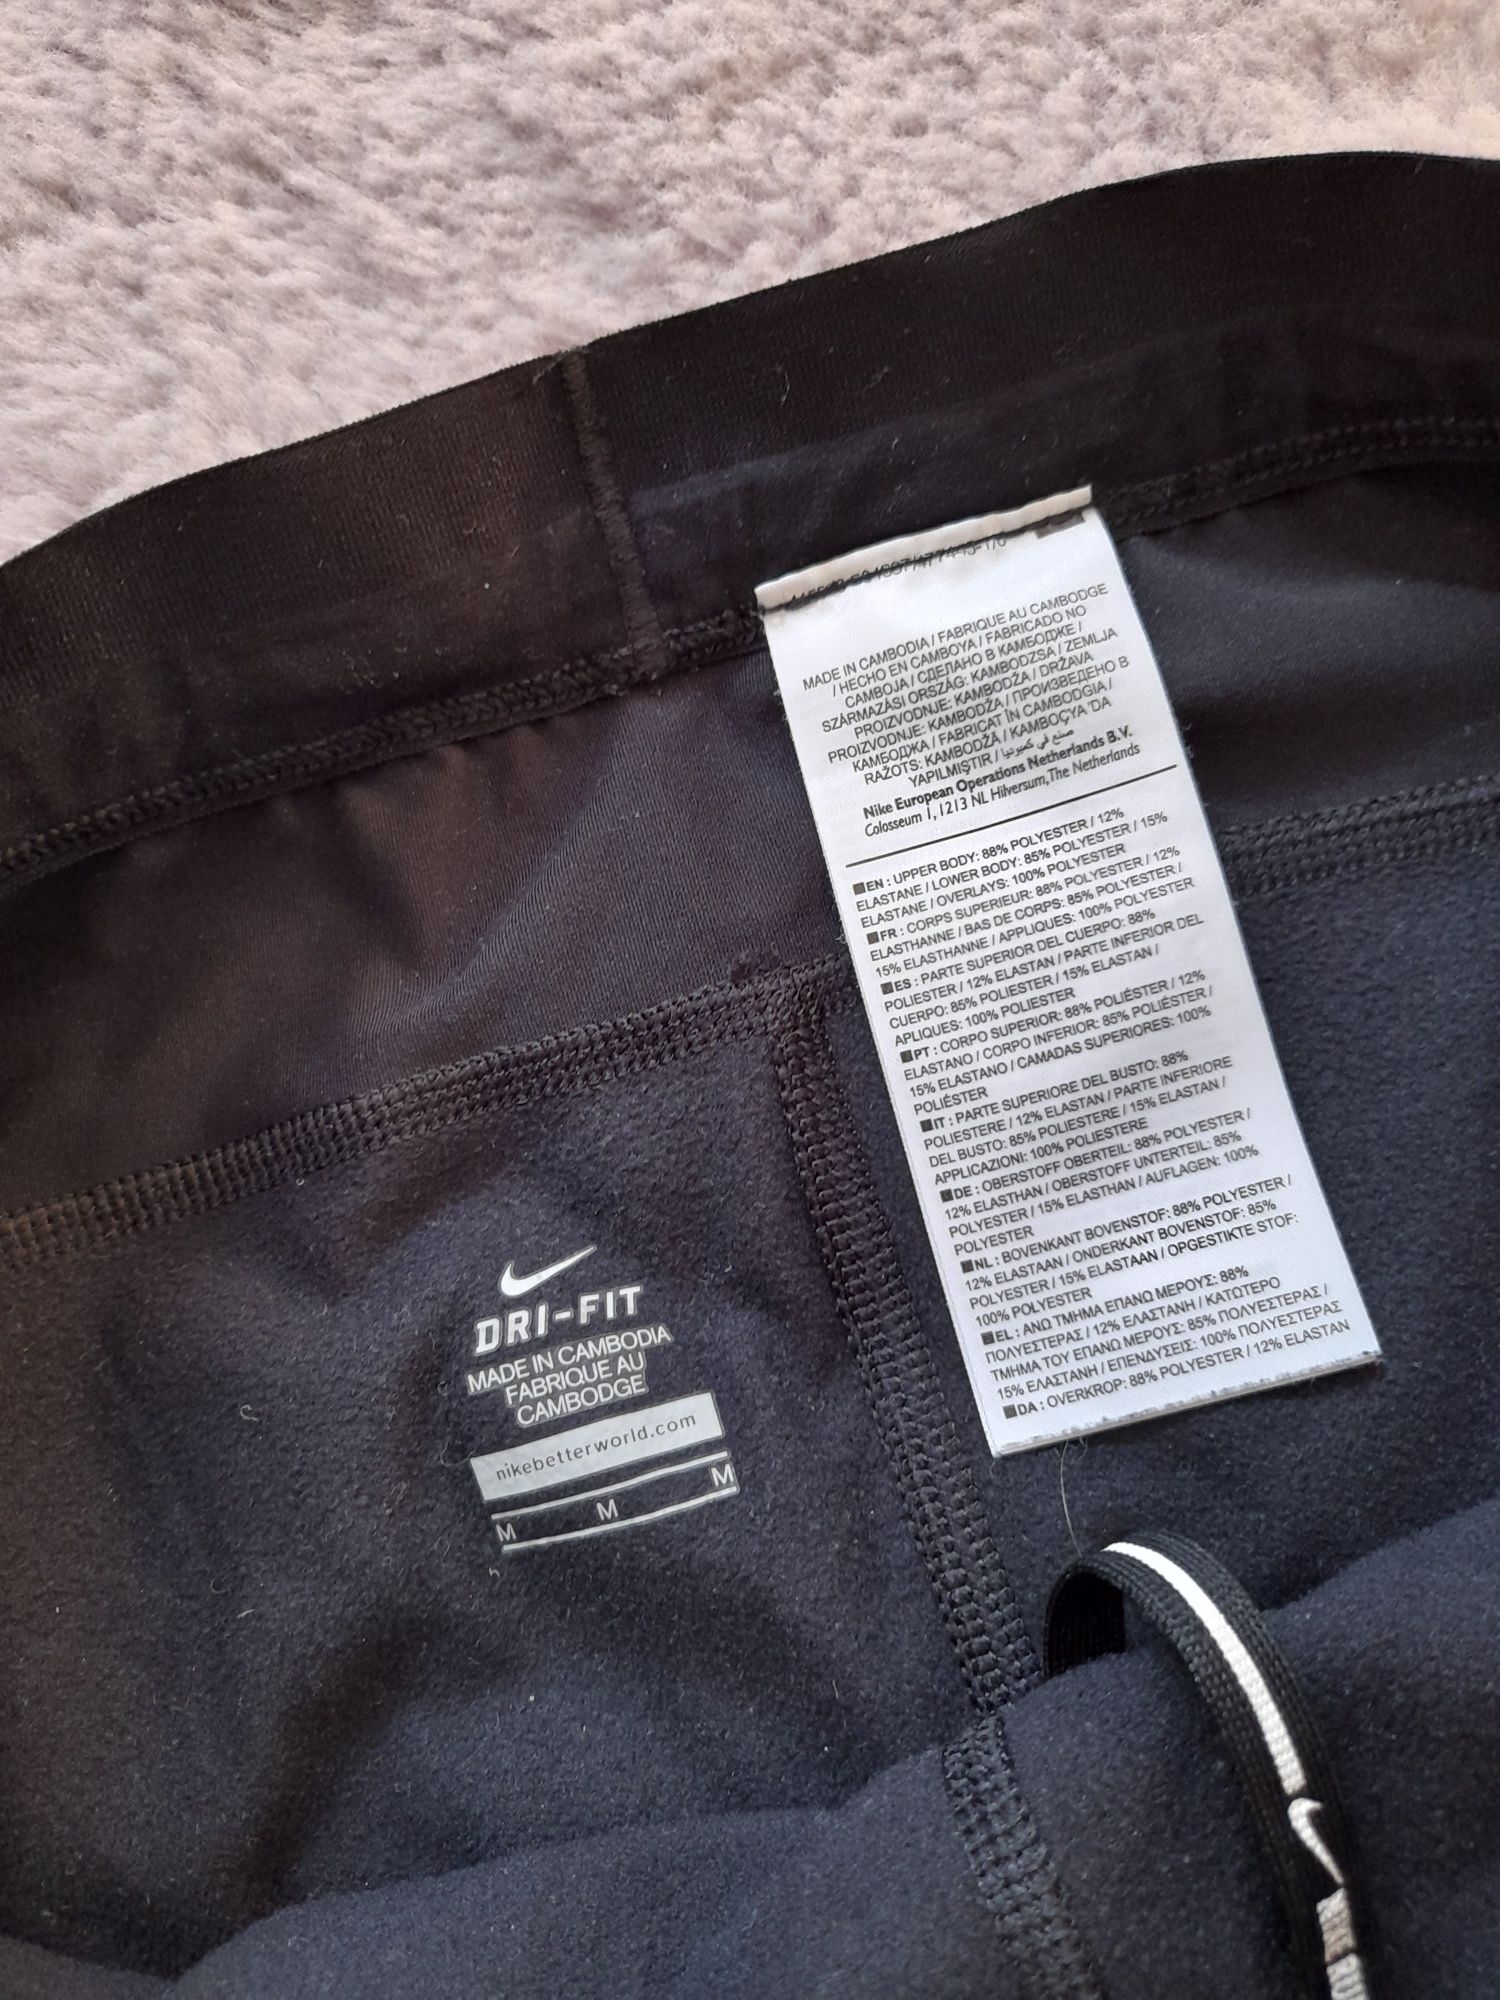 MADE IN CAMBODIA / FABRIQUE AU CAMBODGE
/ HECHO EN CAMBOYA / FABRICADO NO
CAMBOJA / СДЕЛАНО В КАМБОДЖЕ /
SZÁRMAZÁSI ORSZÁG: KAMBODZSA / ZEMLJA
PROIZVODNJE: KAMBODŽA / DRŽAVA
PROIZVODNJE: KAMBODŽA / ПРОИЗВЕДЕНО В
КАМБОДЖА / FABRICAT ÎN CAMBODGIA /
RAŽOTS: KAMBODŽĀ / KAMBOÇYA 'DA
YAPILMIŞTIR / صنع في كمبوديا
Nike European Operations Netherlands B.V.
Colosseum 1, 1213 NL Hilversum, The Netherlands
EN : UPPER BODY: 88% POLYESTER / 12%
ELASTANE / LOWER BODY: 85% POLYESTER / 15%
ELASTANE / OVERLAYS: 100% POLYESTER
FR : CORPS SUPERIEUR: 88% POLYESTER / 12%
ELASTHANNE / BAS DE CORPS: 85% POLYESTER /
15% ELASTHANNE / APPLIQUES: 100% POLYESTER
ES : PARTE SUPERIOR DEL CUERPO: 88%
POLIESTER / 12% ELASTAN / PARTE INFERIOR DEL
CUERPO: 85% POLIESTER / 15% ELASTAN /
APLIQUES: 100% POLIESTER
PT : CORPO SUPERIOR: 88% POLIÉSTER / 12%
ELASTANO / CORPO INFERIOR: 85% POLIÉSTER /
15% ELASTANO / CAMADAS SUPERIORES: 100%
POLIÉSTER
IT : PARTE SUPERIORE DEL BUSTO: 88%
POLIESTERE / 12% ELASTAN / PARTE INFERIORE
DEL BUSTO: 85% POLIESTERE / 15% ELASTAN /
APPLICAZIONI: 100% POLIESTERE
DE : OBERSTOFF OBERTEIL: 88% POLYESTER /
12% ELASTHAN / OBERSTOFF UNTERTEIL: 85%
POLYESTER / 15% ELASTHAN / AUFLAGEN: 100%
POLYESTER
NL : BOVENKANT BOVENSTOF: 88% POLYESTER /
12% ELASTAAN / ONDERKANT BOVENSTOF: 85%
POLYESTER / 15% ELASTAAN / OPGESTIKTE STOF:
100% POLYESTER
EL : ΑΝΩ ΤΜΗΜΑ ΕΠΑΝΩ ΜΕΡΟΥΣ: 88%
ΠΟΛΥΕΣΤΕΡΑΣ / 12% ΕΛΑΣΤΑΝΗ / ΚΑΤΩΤΕΡΟ
ΤΜΗΜΑ ΤΟΥ ΕΠΑΝΩ ΜΕΡΟΥΣ: 85% ΠΟΛΥΕΣΤΕΡΑΣ /
15% ΕΛΑΣΤΑΝΗ / ΕΠΕΝΔΥΣΕΙΣ: 100% ΠΟΛΥΕΣΤΕΡΑΣ
DA : OVERKROP: 88% POLYESTER / 12% ELASTAN
DRI-FIT
MADE IN CAMBODIA
FABRIQUE AU
CAMBODGE
nikebetterworld.com
M M M